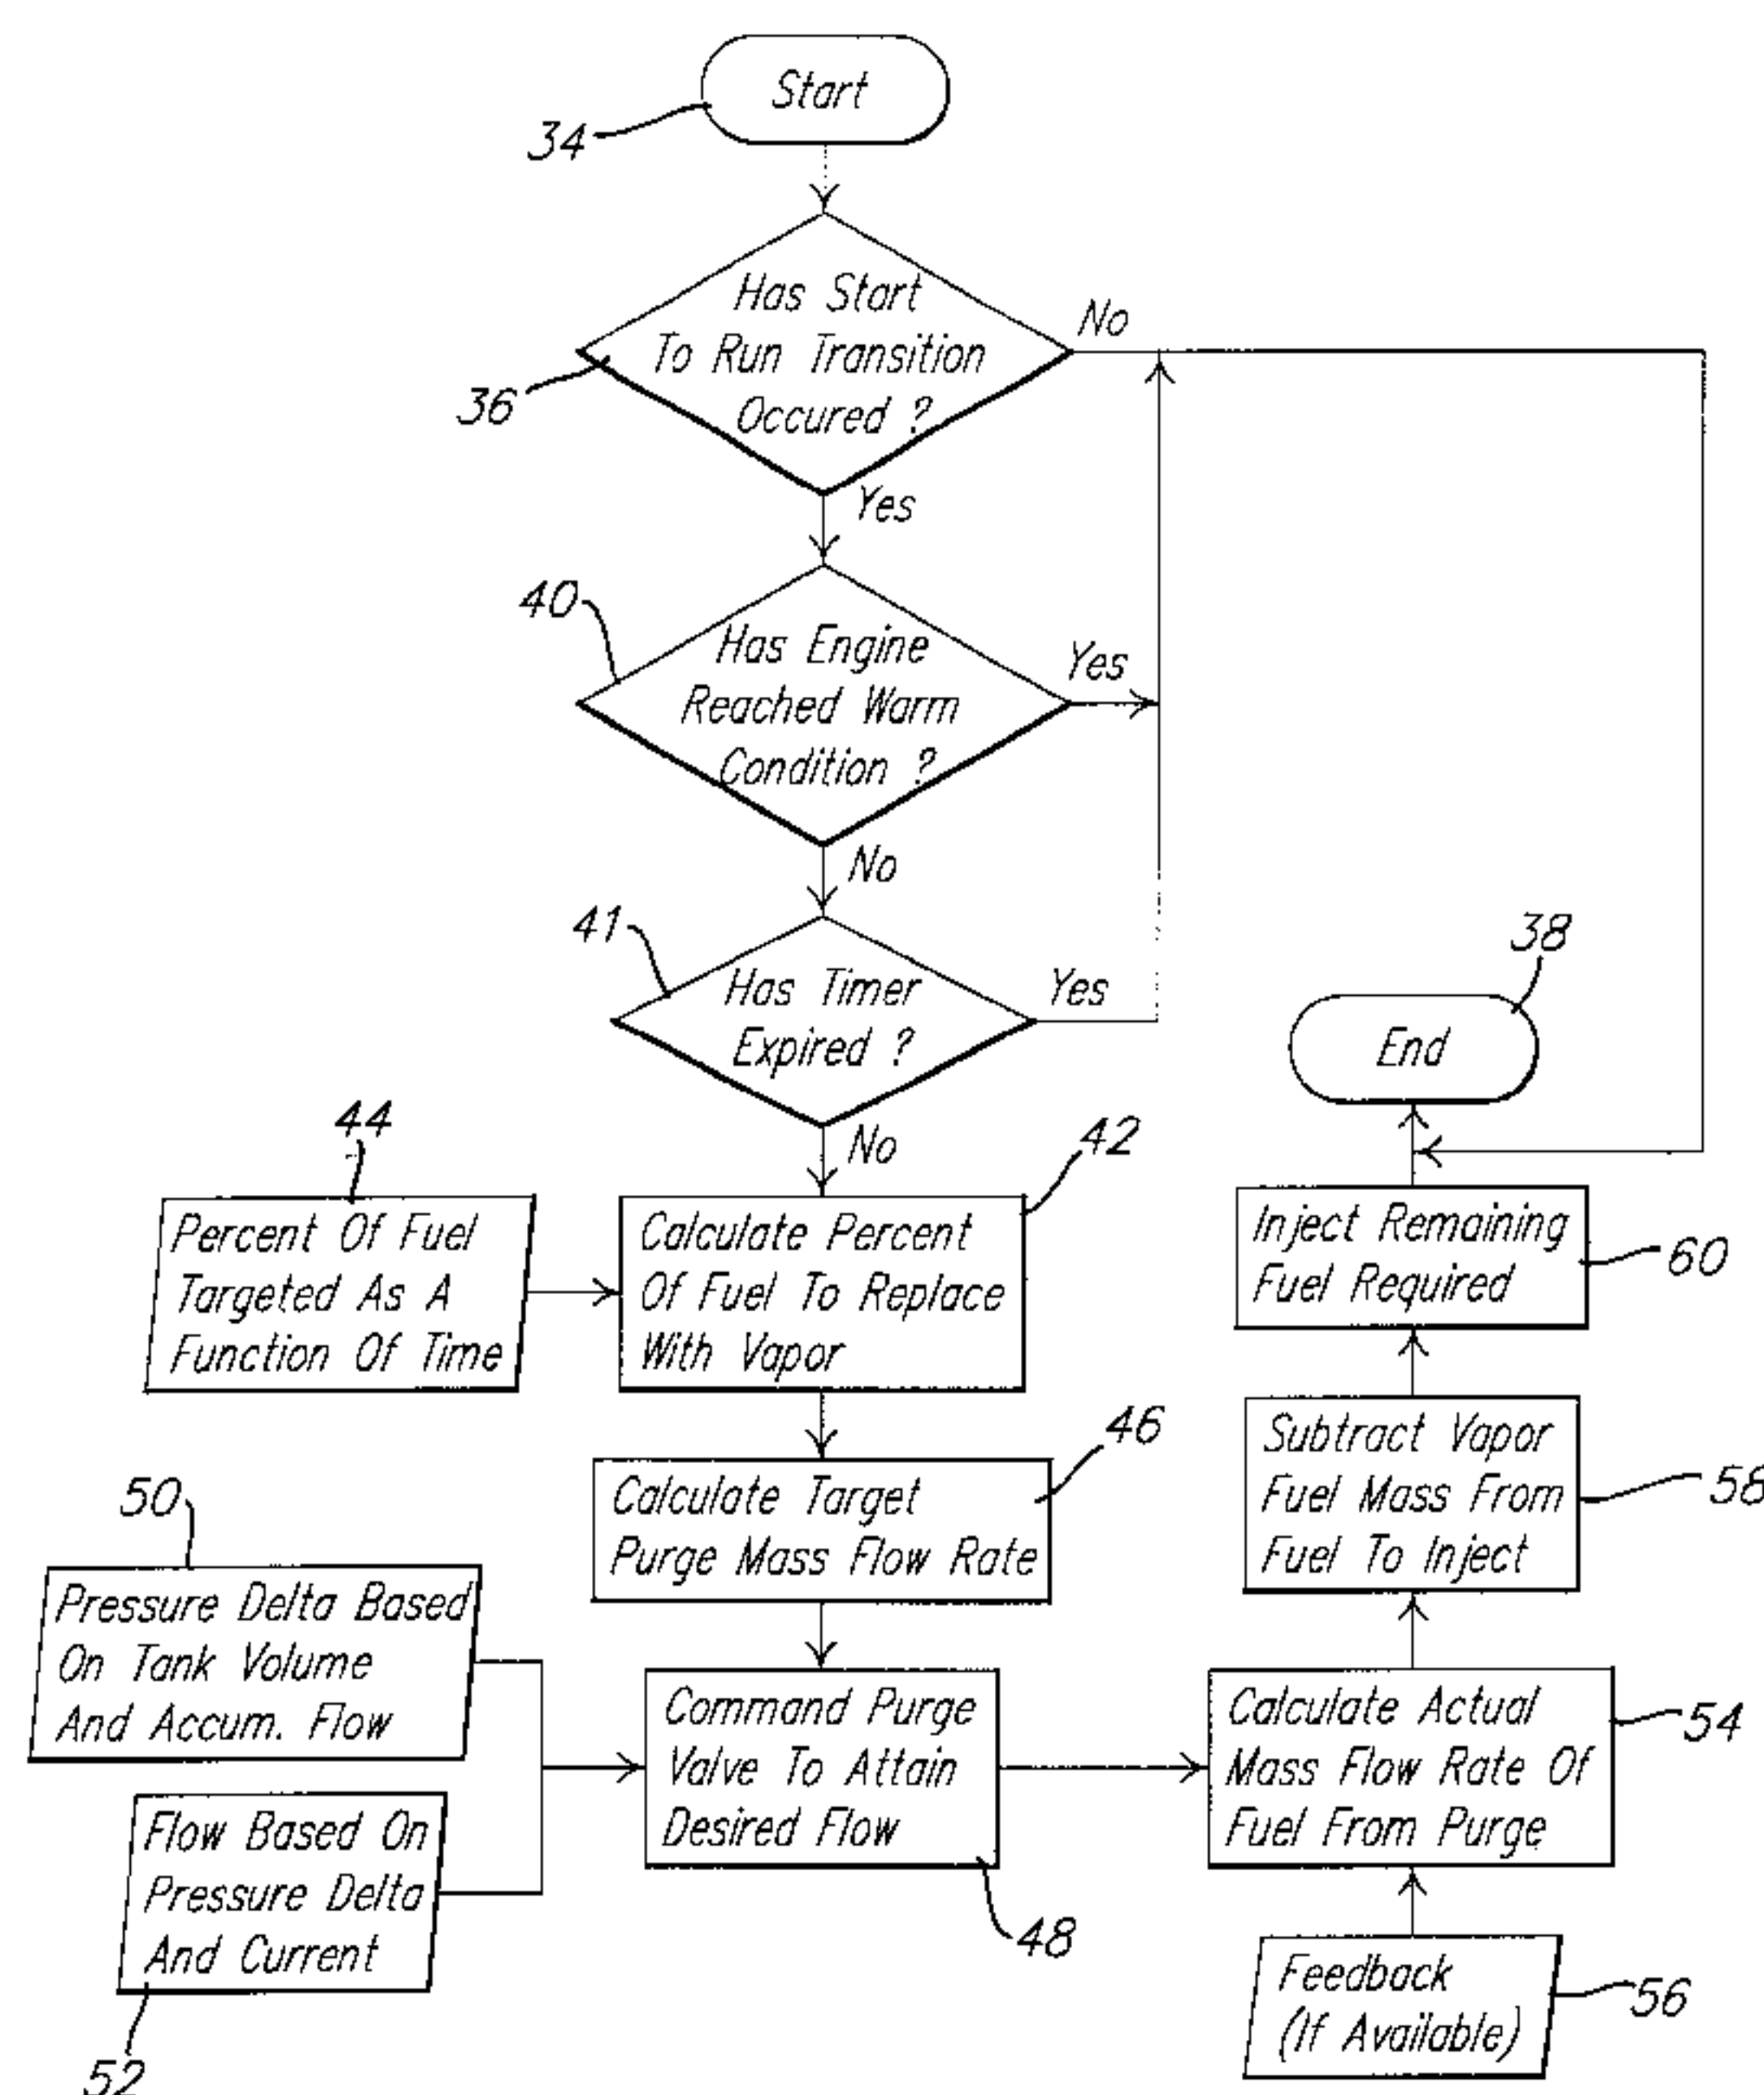 Start
34
Has Start
To Run Transition
Occured ?
36
No
Yes
40
Has Engine
Reached Warm
Condition ?
Yes
No
41
Has Timer
Expired ?
Yes
No
38
End
44
Percent Of Fuel
Targeted As A
Function Of Time
42
Calculate Percent
Of Fuel To Replace
With Vapor
Inject Remaining
Fuel Required
60
46
Calculate Target
Purge Mass Flow Rate
Subtract Vapor
Fuel Mass From
Fuel To Inject
58
50
Pressure Delta Based
On Tank Volume
And Accum. Flow
Command Purge
Valve To Attain
Desired Flow
48
Calculate Actual
Mass Flow Rate Of
Fuel From Purge
54
Flow Based On
Pressure Delta
And Current
52
Feedback
(If Available)
56